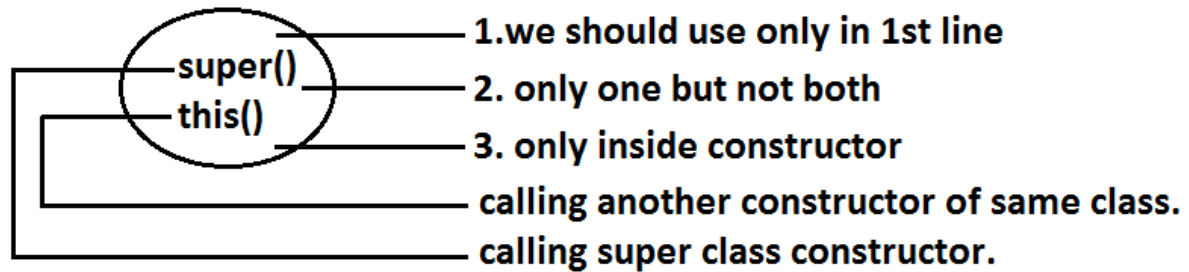 1.we should use only in 1st line
super()
2. only one but not both
this()
3. only inside constructor
calling another constructor of same class.
calling super class constructor.